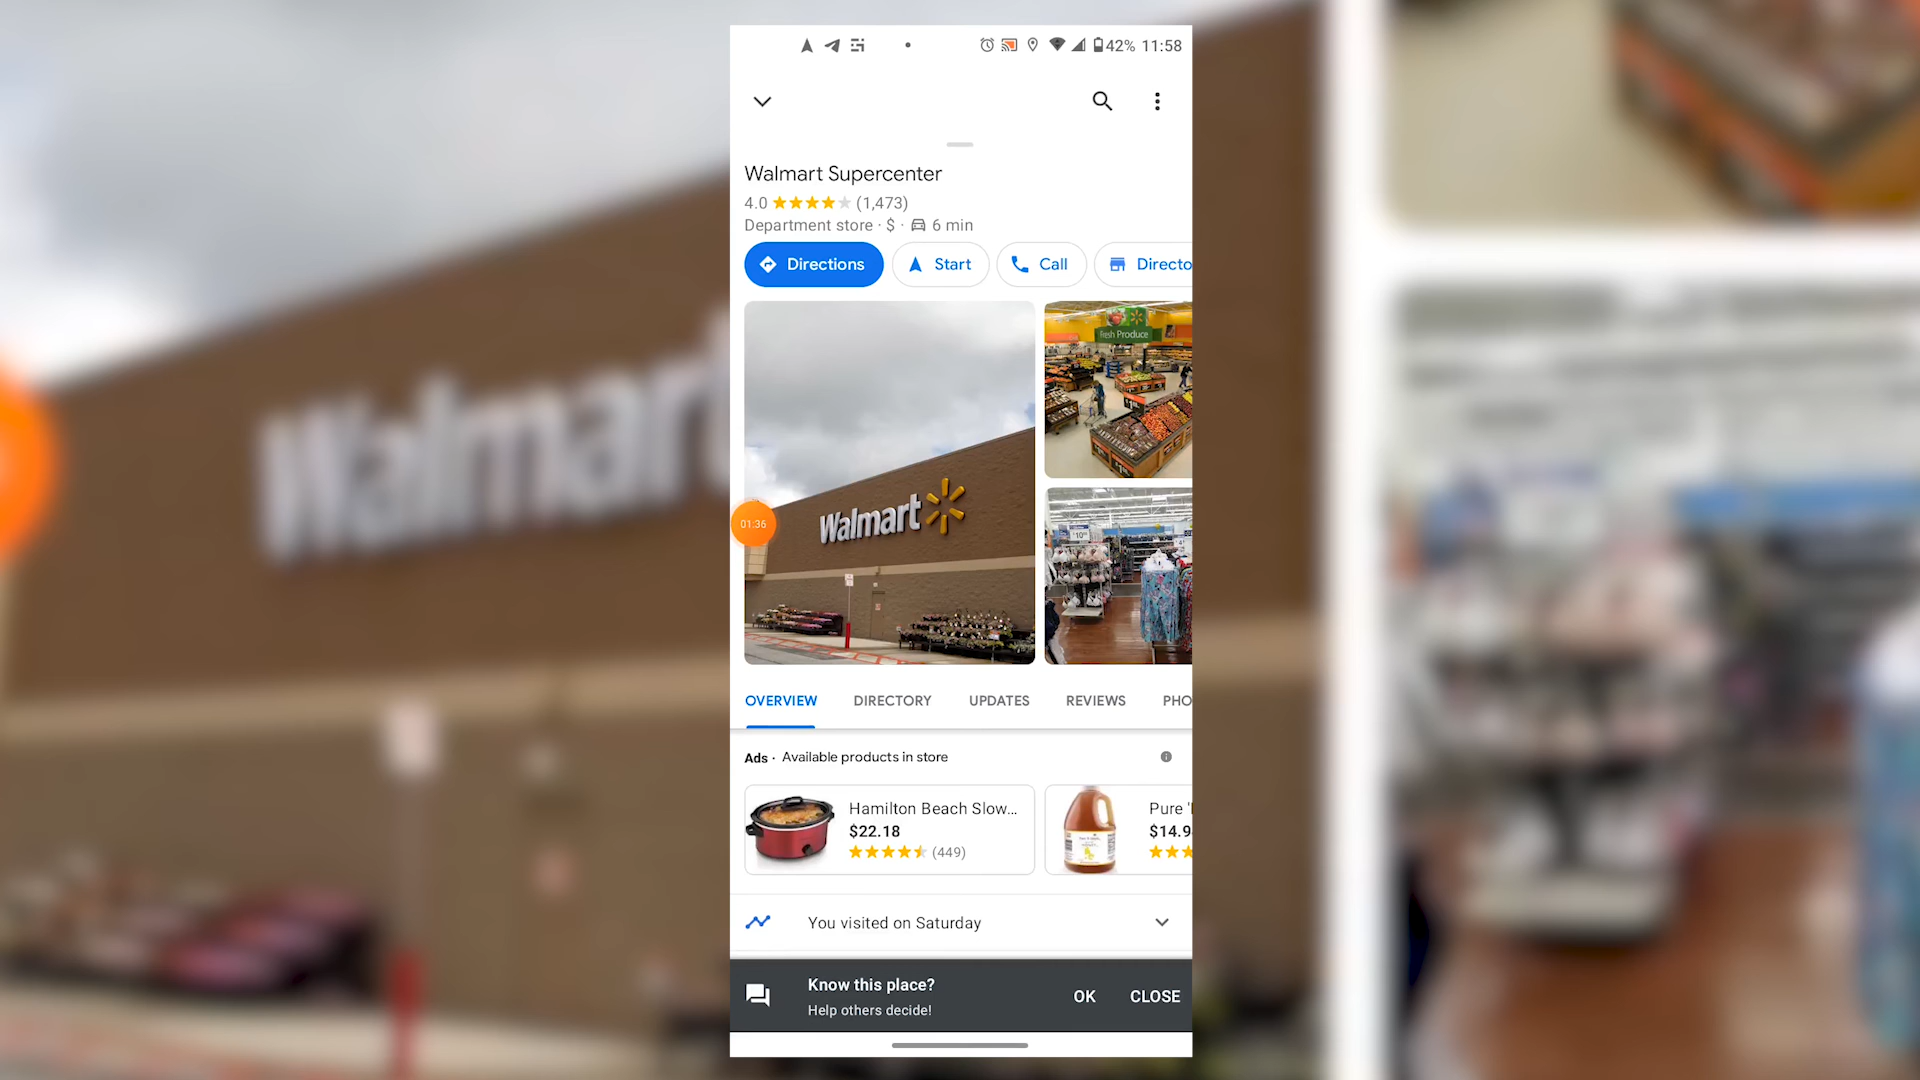 42% 11:58
Walmart Supercenter
4.0 (1,473)
Department store · $ · 6 min
Directions Start Call Directo
Fresh Produce
Walmart
01:36
Walmart
OVERVIEW DIRECTORY UPDATES REVIEWS PHO
Ads · Available products in store
Hamilton Beach Slow...
$22.18
(449)
Pure '
$14.9
You visited on Saturday
Know this place?
Help others decide!
OK CLOSE